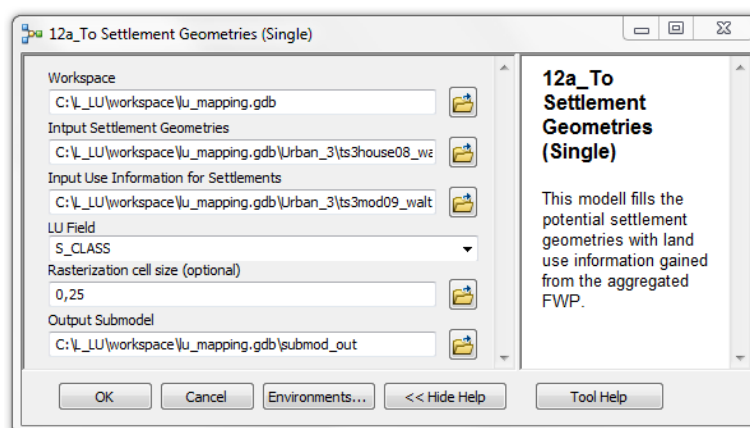 12a_To Settlement Geometries (Single)
Workspace
C:\L_LU\workspace\lu_mapping.gdb
Intput Settlement Geometries
C:\L_LU\workspace\lu_mapping.gdb\Urban_3\ts3house08_wa
Input Use Information for Settlements
C:\L_LU\workspace\lu_mapping.gdb\Urban_3\ts3mod09_walt
LU Field
S_CLASS
Rasterization cell size (optional)
0,25
Output Submodel
C:\L_LU\workspace\lu_mapping.gdb\submod_out
OK
Cancel
Environments...
<< Hide Help
12a_To
Settlement
Geometries
(Single)
This modell fills the
potential settlement
geometries with land
use information gained
from the aggregated
FWP.
Tool Help